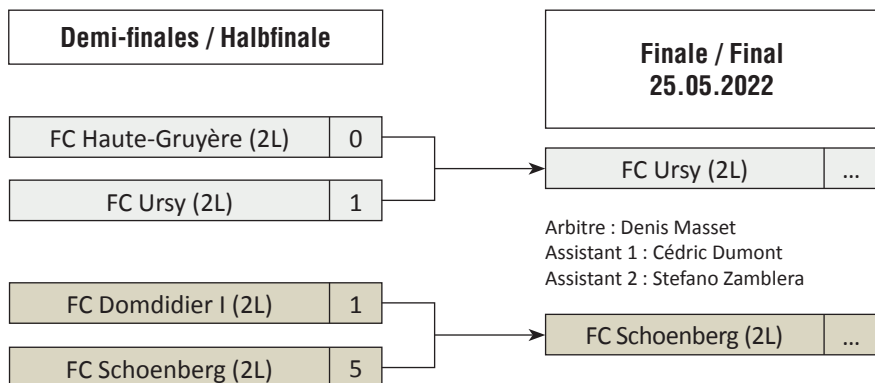 Demi-finales / Halbfinale
FC Haute-Gruyère (2L) 0
FC Ursy (2L) 1
FC Domdidier I (2L) 1
FC Schoenberg (2L) 5
Finale / Final
25.05.2022
FC Ursy (2L) ...
Arbitre : Denis Masset
Assistant 1 : Cédric Dumont
Assistant 2 : Stefano Zamblera
FC Schoenberg (2L) ...